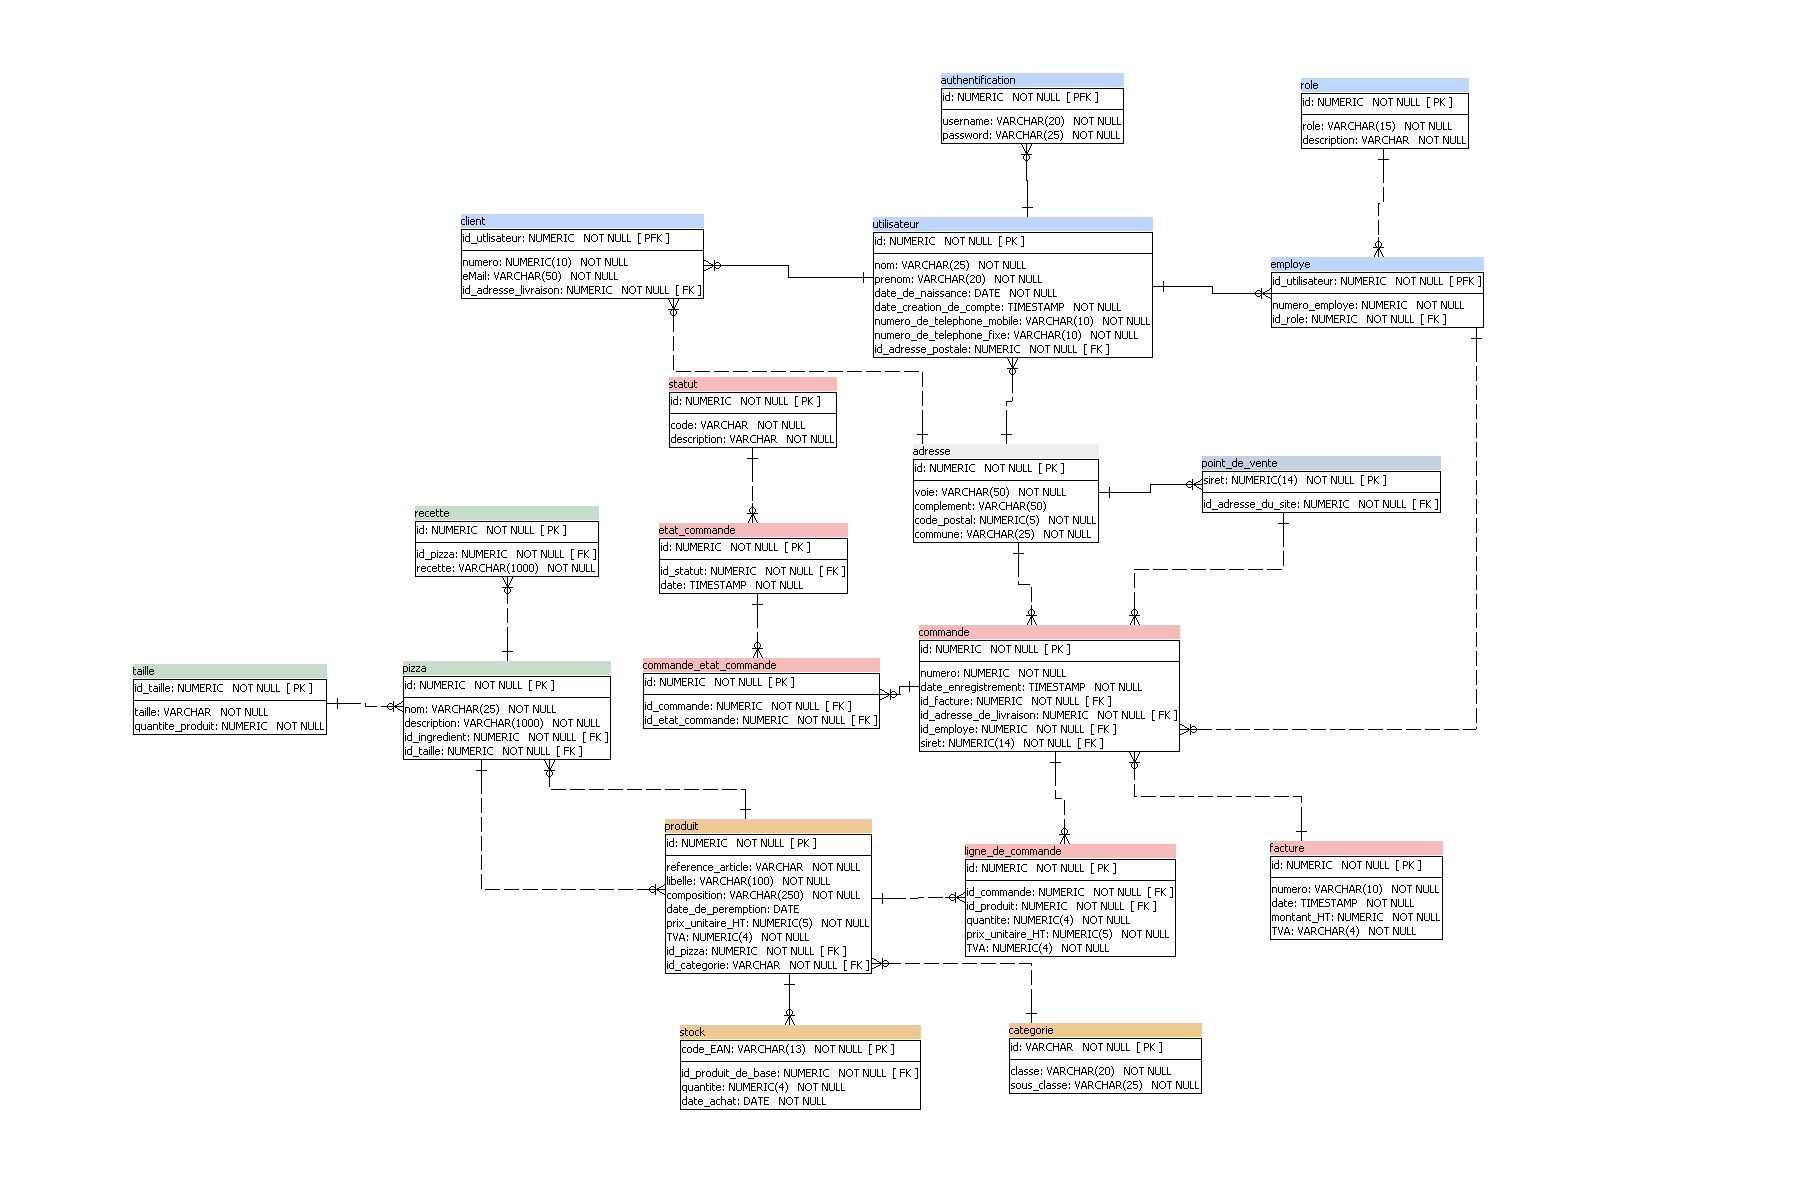 authentification
id: NUMERIC NOT NULL [ PFK ]
username: VARCHAR(20) NOT NULL
password: VARCHAR(25) NOT NULL
role
id: NUMERIC NOT NULL [ PK ]
role: VARCHAR(15) NOT NULL
description: VARCHAR NOT NULL
client
id_utlisateur: NUMERIC NOT NULL [ PFK ]
numero: NUMERIC(10) NOT NULL
eMail: VARCHAR(50) NOT NULL
id_adresse_livraison: NUMERIC NOT NULL [ FK ]
utilisateur
id: NUMERIC NOT NULL [ PK ]
nom: VARCHAR(25) NOT NULL
prenom: VARCHAR(20) NOT NULL
date_de_naissance: DATE NOT NULL
date_creation_de_compte: TIMESTAMP NOT NULL
numero_de_telephone_mobile: VARCHAR(10) NOT NULL
numero_de_telephone_fixe: VARCHAR(10) NOT NULL
id_adresse_postale: NUMERIC NOT NULL [ FK ]
employe
id_utilisateur: NUMERIC NOT NULL [ PFK ]
numero_employe: NUMERIC NOT NULL
id_role: NUMERIC NOT NULL [ FK ]
statut
id: NUMERIC NOT NULL [ PK ]
code: VARCHAR NOT NULL
description: VARCHAR NOT NULL
adresse
id: NUMERIC NOT NULL [ PK ]
voie: VARCHAR(50) NOT NULL
complement: VARCHAR(50)
code_postal: NUMERIC(5) NOT NULL
commune: VARCHAR(25) NOT NULL
point_de_vente
siret: NUMERIC(14) NOT NULL [ PK ]
id_adresse_du_site: NUMERIC NOT NULL [ FK ]
recette
id: NUMERIC NOT NULL [ PK ]
id_pizza: NUMERIC NOT NULL [ FK ]
recette: VARCHAR(1000) NOT NULL
etat_commande
id: NUMERIC NOT NULL [ PK ]
id_statut: NUMERIC NOT NULL [ FK ]
date: TIMESTAMP NOT NULL
taille
id_taille: NUMERIC NOT NULL [ PK ]
taille: VARCHAR NOT NULL
quantite_produit: NUMERIC NOT NULL
pizza
id: NUMERIC NOT NULL [ PK ]
nom: VARCHAR(25) NOT NULL
description: VARCHAR(1000) NOT NULL
id_ingredient: NUMERIC NOT NULL [ FK ]
id_taille: NUMERIC NOT NULL [ FK ]
commande_etat_commande
id: NUMERIC NOT NULL [ PK ]
id_commande: NUMERIC NOT NULL [ FK ]
id_etat_commande: NUMERIC NOT NULL [ FK ]
commande
id: NUMERIC NOT NULL [ PK ]
numero: NUMERIC NOT NULL
date_enregistrement: TIMESTAMP NOT NULL
id_facture: NUMERIC NOT NULL [ FK ]
id_adresse_de_livraison: NUMERIC NOT NULL [ FK ]
id_employe: NUMERIC NOT NULL [ FK ]
siret: NUMERIC(14) NOT NULL [ FK ]
produit
id: NUMERIC NOT NULL [ PK ]
reference_article: VARCHAR NOT NULL
libelle: VARCHAR(100) NOT NULL
composition: VARCHAR(250) NOT NULL
date_de_peremption: DATE
prix_unitaire_HT: NUMERIC(5) NOT NULL
TVA: NUMERIC(4) NOT NULL
id_pizza: NUMERIC NOT NULL [ FK ]
id_categorie: VARCHAR NOT NULL [ FK ]
ligne_de_commande
id: NUMERIC NOT NULL [ PK ]
id_commande: NUMERIC NOT NULL [ FK ]
id_produit: NUMERIC NOT NULL [ FK ]
quantite: NUMERIC(4) NOT NULL
prix_unitaire_HT: NUMERIC(5) NOT NULL
TVA: NUMERIC(4) NOT NULL
facture
id: NUMERIC NOT NULL [ PK ]
numero: VARCHAR(10) NOT NULL
date: TIMESTAMP NOT NULL
montant_HT: NUMERIC NOT NULL
TVA: VARCHAR(4) NOT NULL
stock
code_EAN: VARCHAR(13) NOT NULL [ PK ]
id_produit_de_base: NUMERIC NOT NULL [ FK ]
quantite: NUMERIC(4) NOT NULL
date_achat: DATE NOT NULL
categorie
id: VARCHAR NOT NULL [ PK ]
classe: VARCHAR(20) NOT NULL
sous_classe: VARCHAR(25) NOT NULL